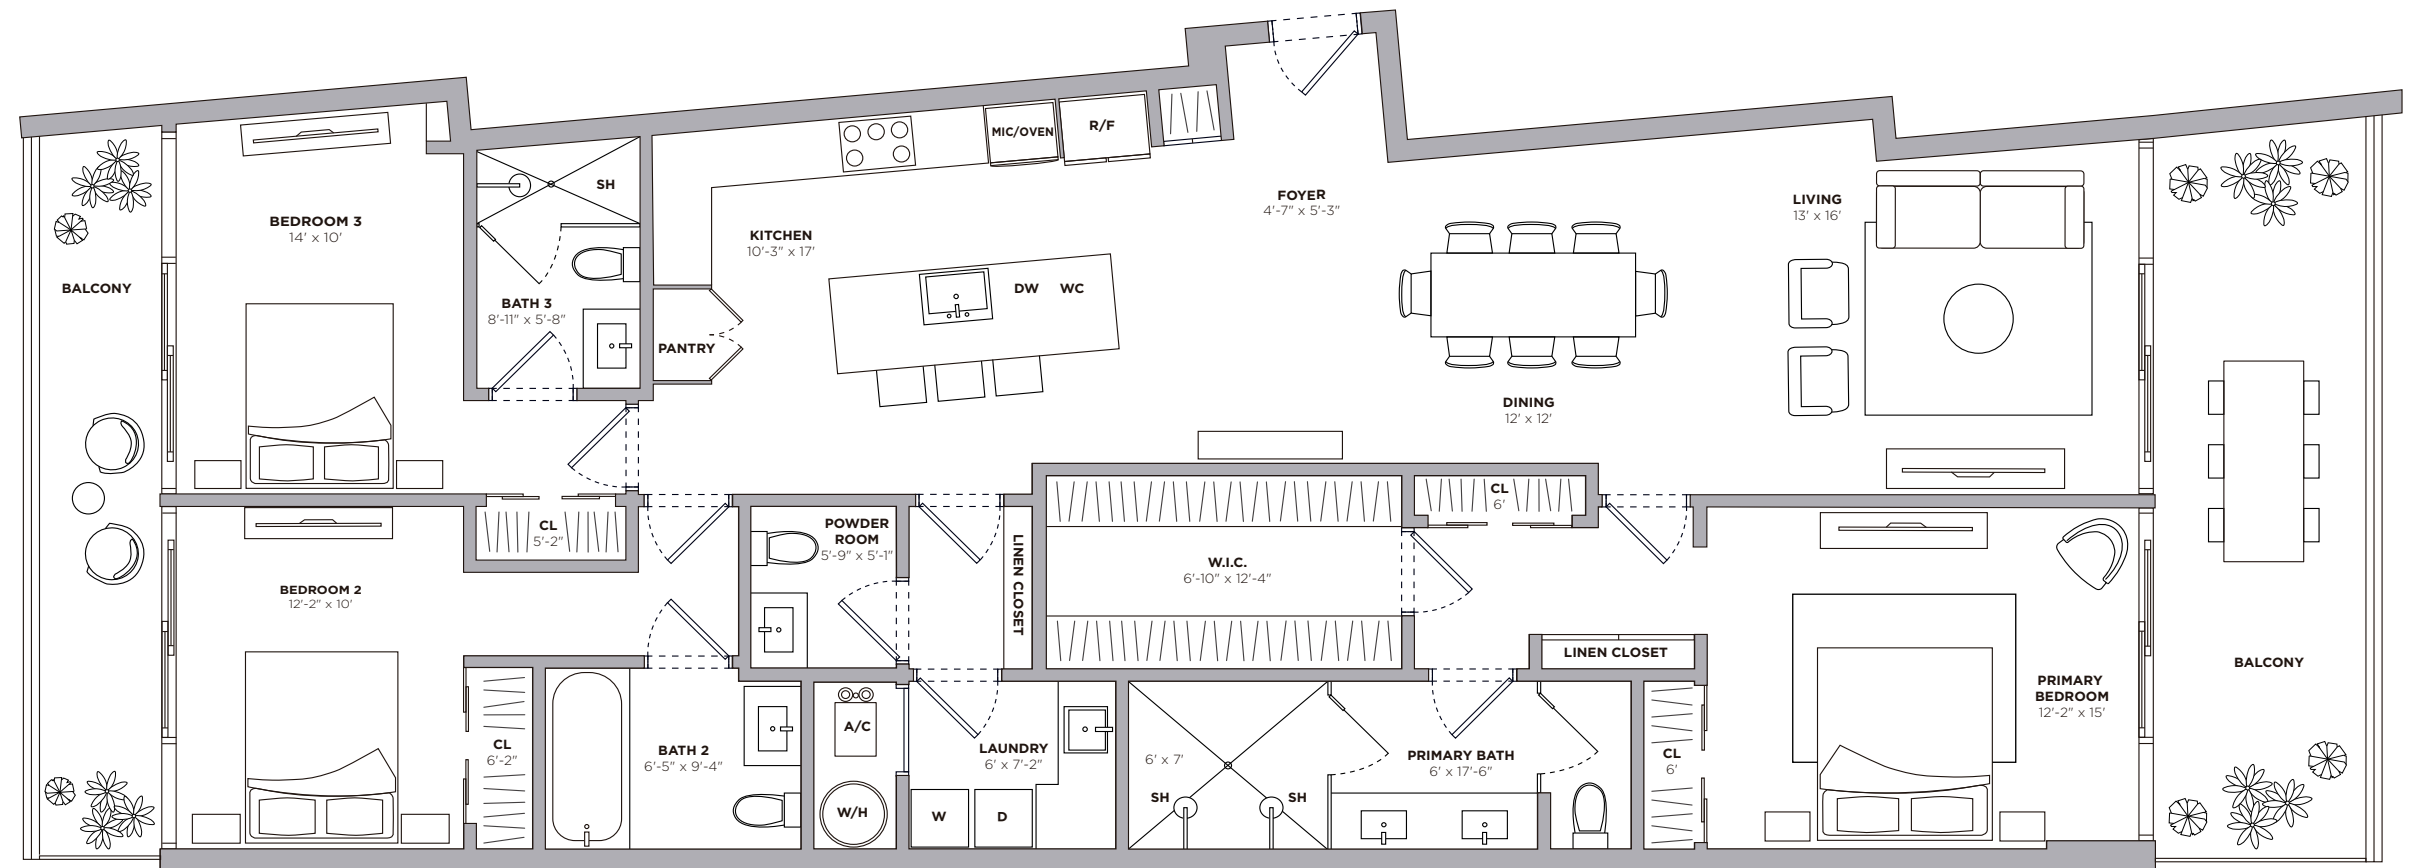 MIC/OVEN
R/F
SH
BEDROOM 3
14' x 10'
KITCHEN
10'-3" x 17'
FOYER
4'-7" x 5'-3"
LIVING
13' x 16'
BALCONY
BATH 3
8'-11" x 5'-8"
DW
WC
PANTRY
DINING
12' x 12'
CL
5'-2"
POWDER
ROOM
5'-9" x 5'-1"
LINEN CLOSET
CL
6'
W.I.C.
6'-10" x 12'-4"
BEDROOM 2
12'-2" x 10'
LINEN CLOSET
BALCONY
PRIMARY
BEDROOM
12'-2" x 15'
CL
6'-2"
BATH 2
6'-5" x 9'-4"
A/C
W/H
LAUNDRY
6' x 7'-2"
W
D
6' x 7'
SH
SH
PRIMARY BATH
6' x 17'-6"
CL
6'